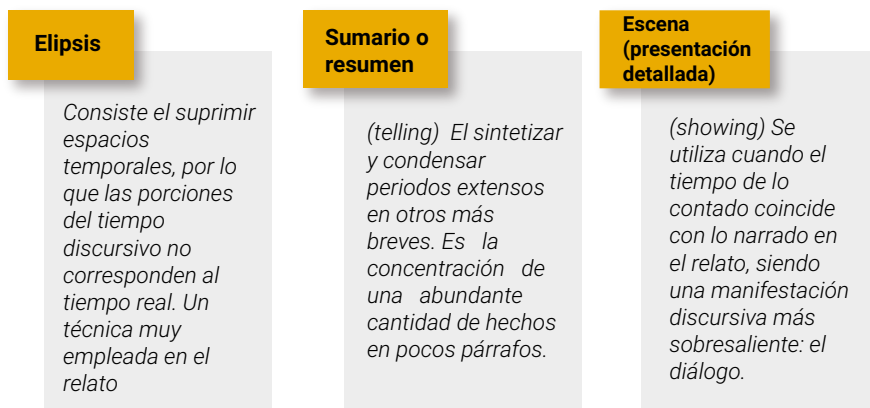 Elipsis
Consiste el suprimir
espacios
temporales, por lo
que las porciones
del tiempo
discursivo no
corresponden al
tiempo real. Un
técnica muy
empleada en el
relato
Sumario o
resumen
(telling) El sintetizar
y condensar
periodos extensos
en otros más
breves. Es la
concentración de
una abundante
cantidad de hechos
en pocos párrafos.
Escena
(presentación
detallada)
(showing) Se
utiliza cuando el
tiempo de lo
contado coincide
con lo narrado en
el relato, siendo
una manifestación
discursiva más
sobresaliente: el
diálogo.